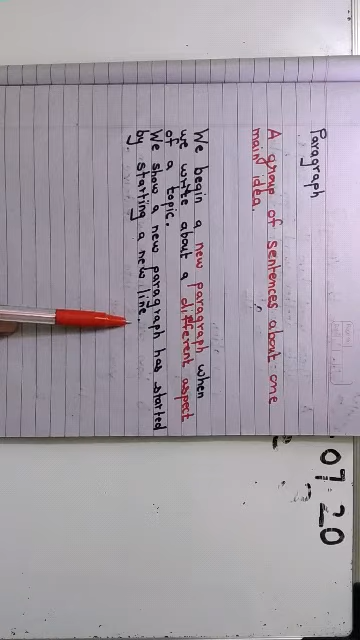 Paragraph
A group of sentences about one
main idea.
We begin a new paragraph when
we write about a different aspect
of a topic.
We show a new paragraph has started
by starting a new line.
07 20